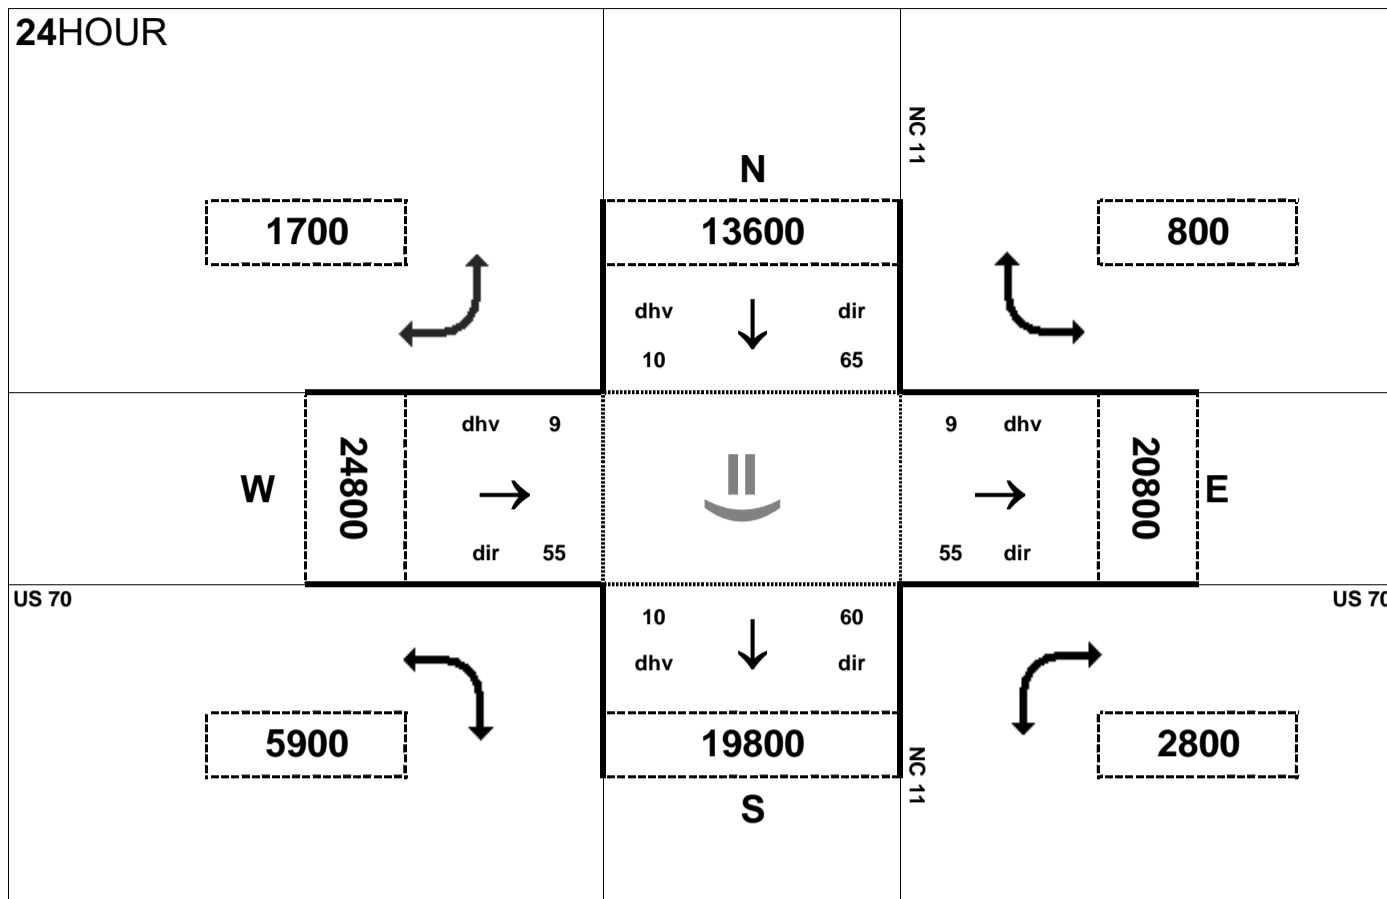 24HOUR
NC 11
N
1700
13600
800
dhv
dir
10
65
dhv 9
9 dhv
W
24800
20800
E
dir 55
55 dir
US 70
US 70
10
60
dhv
dir
5900
19800
2800
NC 11
S